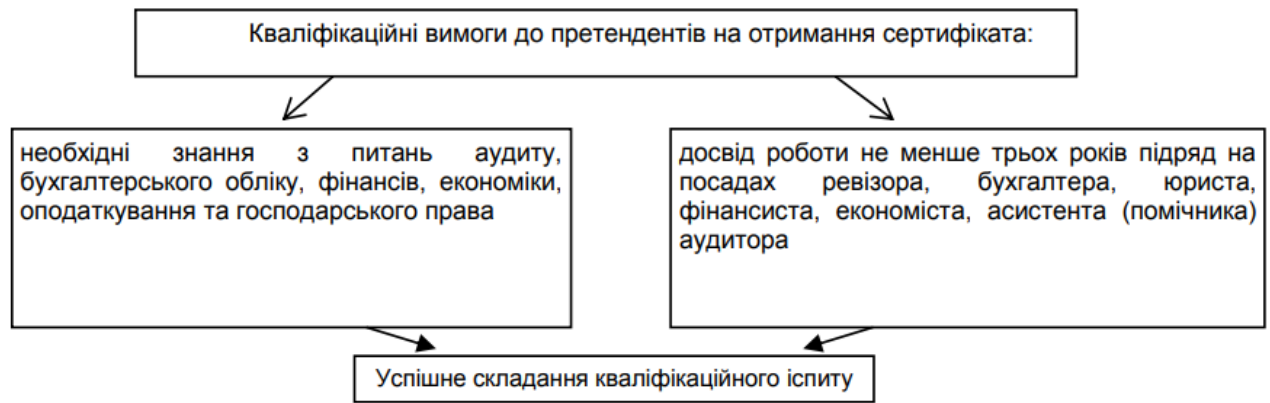 Кваліфікаційні вимоги до претендентів на отримання сертифіката:
необхідні знання з питань аудиту,
бухгалтерського обліку, фінансів, економіки,
оподаткування та господарського права
досвід роботи не менше трьох років підряд на
посадах ревізора, бухгалтера, юриста,
фінансиста, економіста, асистента (помічника)
аудитора
Успішне складання кваліфікаційного іспиту